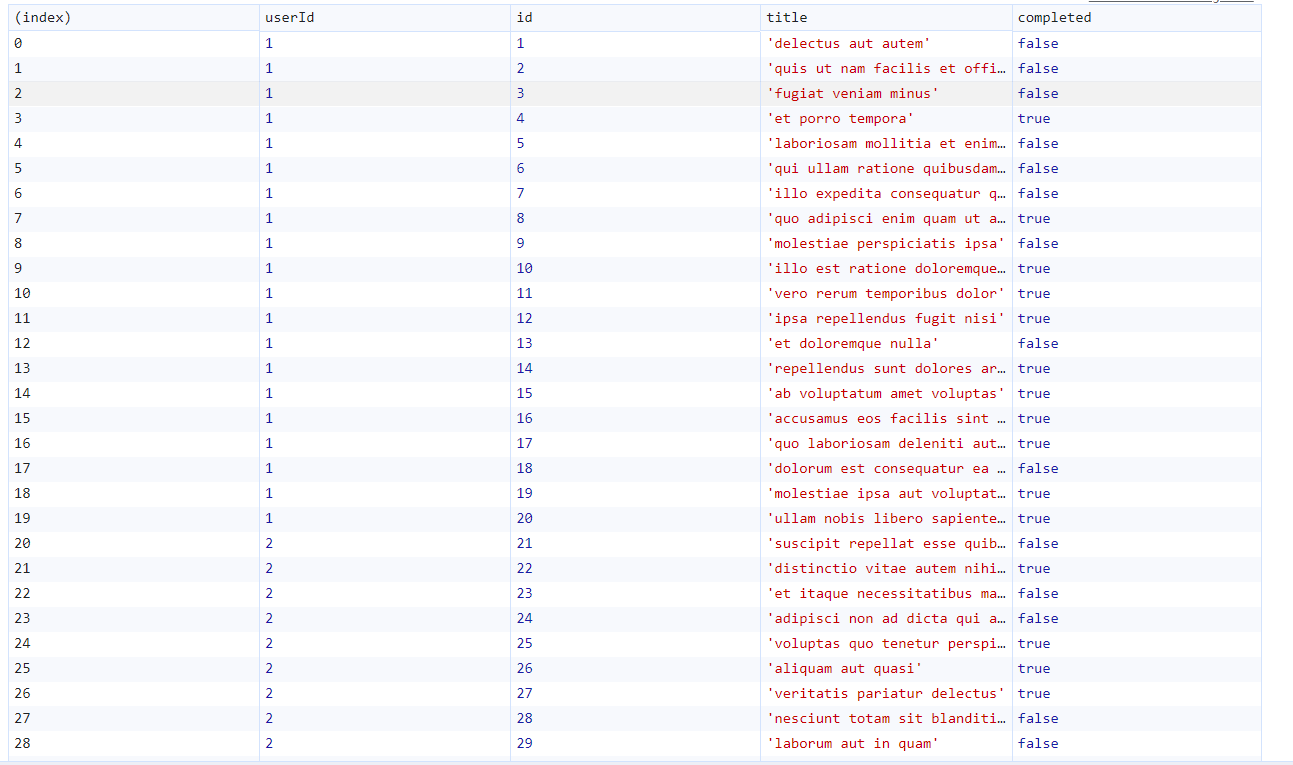 (index) userId id title completed
0 1 1 'delectus aut autem' false
1 1 2 'quis ut nam facilis et offi… false
2 1 3 'fugiat veniam minus' false
3 1 4 'et porro tempora' true
4 1 5 'laboriosam mollitia et enim… false
5 1 6 'qui ullam ratione quibusdam… false
6 1 7 'illo expedita consequatur q… false
7 1 8 'quo adipisci enim quam ut a… true
8 1 9 'molestiae perspiciatis ipsa' false
9 1 10 'illo est ratione doloremque… true
10 1 11 'vero rerum temporibus dolor' true
11 1 12 'ipsa repellendus fugit nisi' true
12 1 13 'et doloremque nulla' false
13 1 14 'repellendus sunt dolores ar… true
14 1 15 'ab voluptatum amet voluptas' true
15 1 16 'accusamus eos facilis sint … true
16 1 17 'quo laboriosam deleniti aut… true
17 1 18 'dolorum est consequatur ea … false
18 1 19 'molestiae ipsa aut voluptat… true
19 1 20 'ullam nobis libero sapiente… true
20 2 21 'suscipit repellat esse quib… false
21 2 22 'distinctio vitae autem nihi… true
22 2 23 'et itaque necessitatibus ma… false
23 2 24 'adipisci non ad dicta qui a… false
24 2 25 'voluptas quo tenetur perspi… true
25 2 26 'aliquam aut quasi' true
26 2 27 'veritatis pariatur delectus' true
27 2 28 'nesciunt totam sit blanditi… false
28 2 29 'laborum aut in quam' false